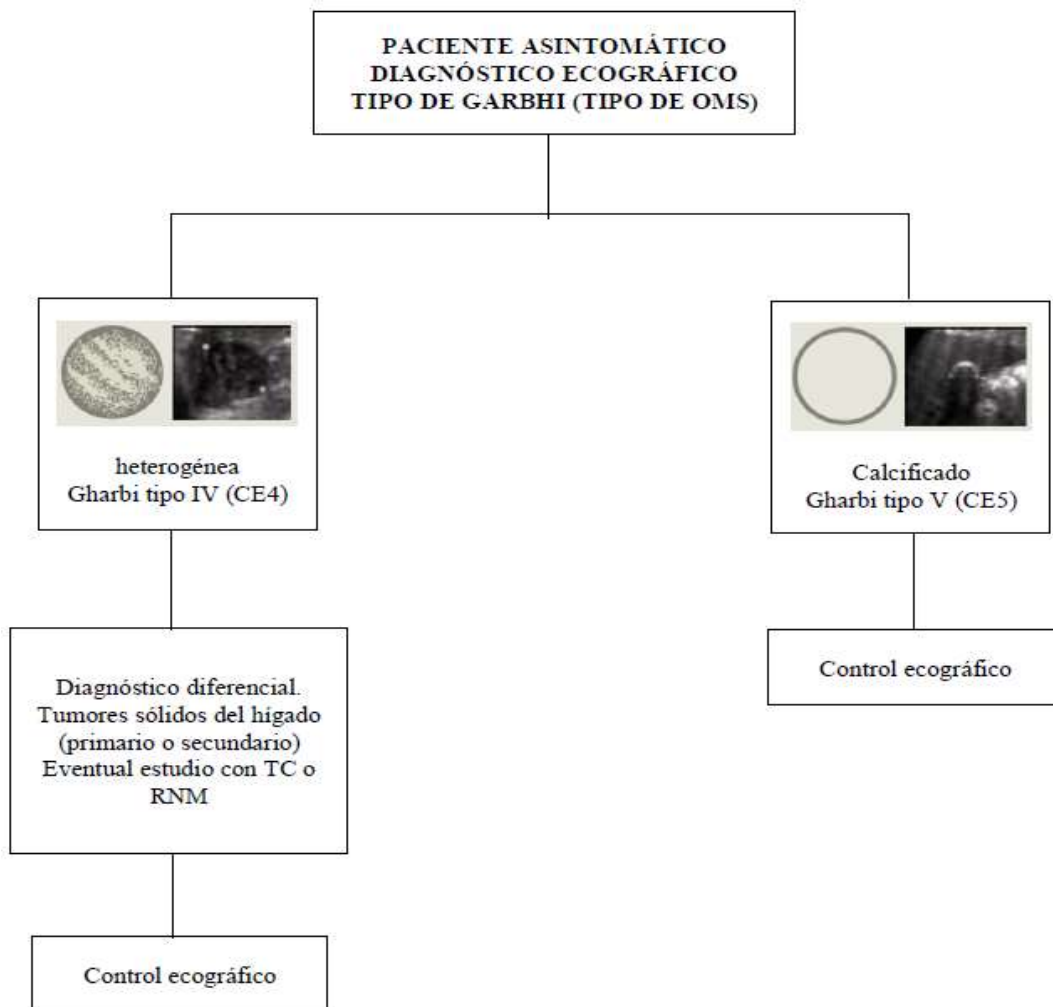 PACIENTE ASINTOMÁTICO
DIAGNÓSTICO ECOGRÁFICO
TIPO DE GARBHI (TIPO DE OMS)
heterogénea
Gharbi tipo IV (CE4)
Calcificado
Gharbi tipo V (CE5)
Diagnóstico diferencial.
Tumores sólidos del hígado
(primario o secundario)
Eventual estudio con TC o
RNM
Control ecográfico
Control ecográfico